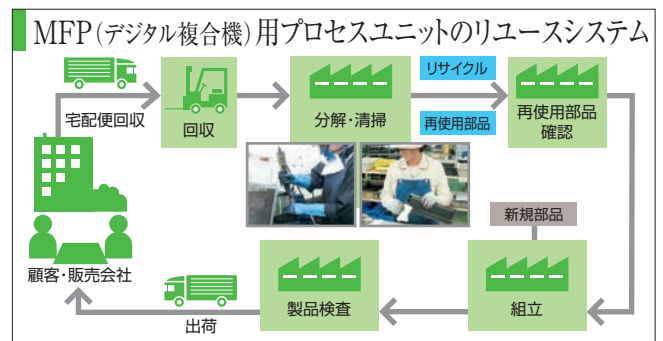 MFP(デジタル複合機)用プロセスユニットのリユースシステム
宅配便回収
回収
分解・清掃
リサイクル
再使用部品
再使用部品
確認
顧客・販売会社
新規部品
出荷
製品検査
組立